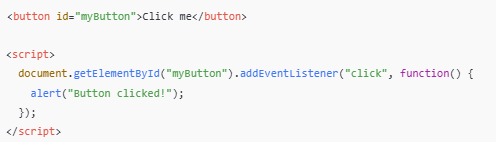 <button id="myButton">Click me</button>

<script>
  document.getElementById("myButton").addEventListener("click", function() {
    alert("Button clicked!");
  });
</script>